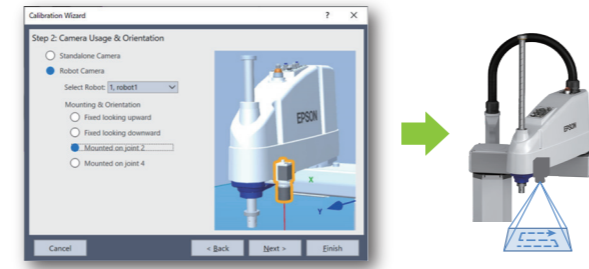 Calibration Wizard
?
Step 2: Camera Usage & Orientation
Standalone Camera
Robot Camera
Select Robot: 1, robot1
Mounting & Orientation
Fixed looking upward
Fixed looking downward
Mounted on joint 2
Mounted on joint 4
EPSON
X
Y
Cancel
< Back
Next >
Finish